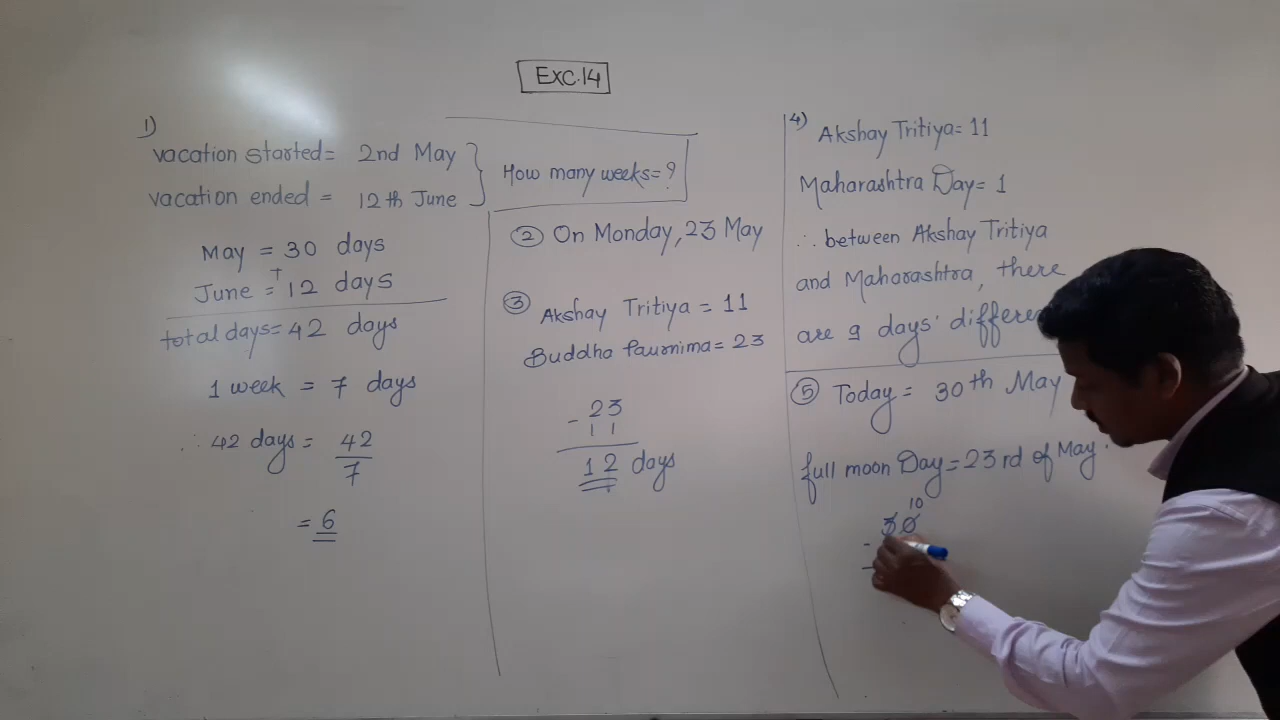 EXC.14
1)
vacation started= 2nd May
vacation ended = 12th June
How many weeks=?
May = 30 days
+
June = 12 days
total days=42 days
1 week = 7 days
∴ 42 days= 42
7
= 6
② On Monday, 23 May
③ Akshay Tritiya = 11
Buddha Paurnima= 23
23
- 11
12 days
4) Akshay Tritiya= 11
Maharashtra Day= 1
∴ between Akshay Tritiya
and Maharashtra, there
are 9 days'
⑤ Today= 30th May
full moon Day=23rd of May.
10
30
-